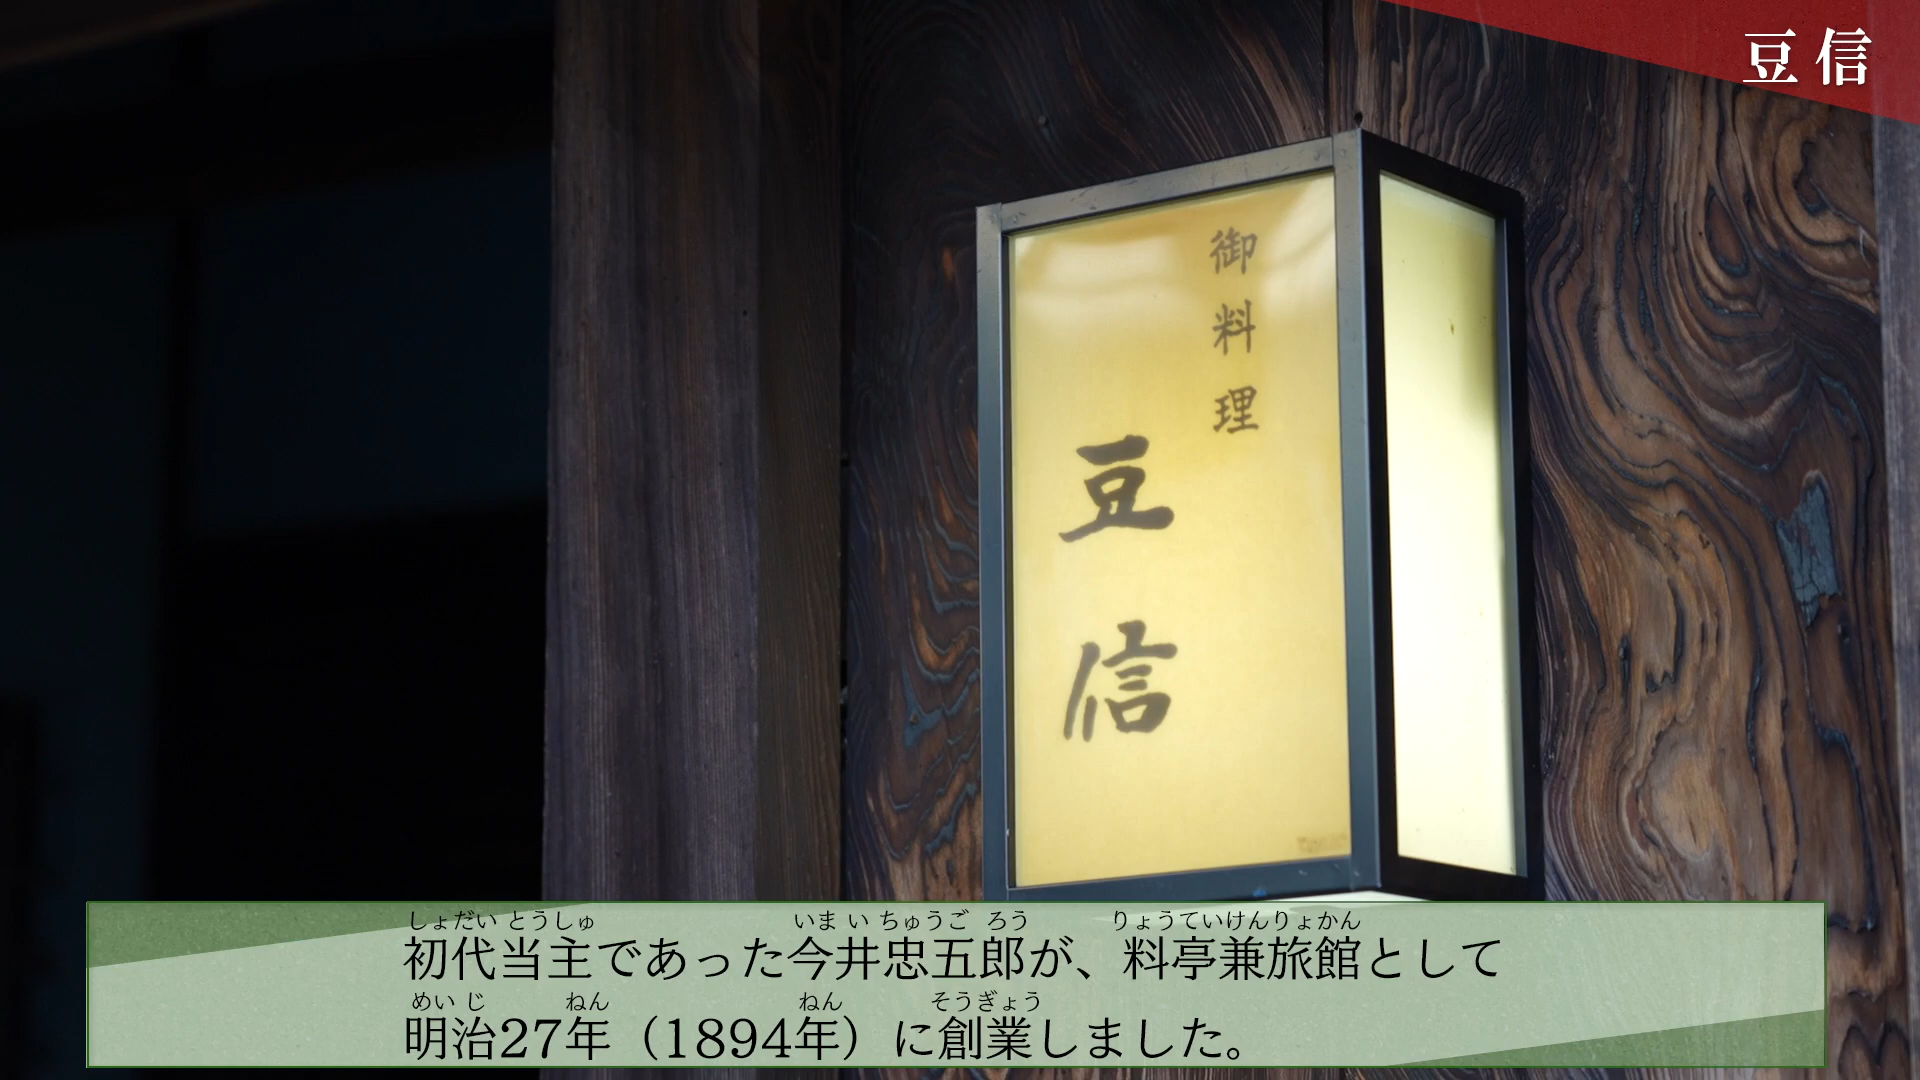 豆信
御料理
豆信
しょだいとうしゅ いまいちゅうごろう りょうていけんりょかん
初代当主であった今井忠五郎が、料亭兼旅館として
めいじ ねん ねん そうぎょう
明治27年（1894年）に創業しました。